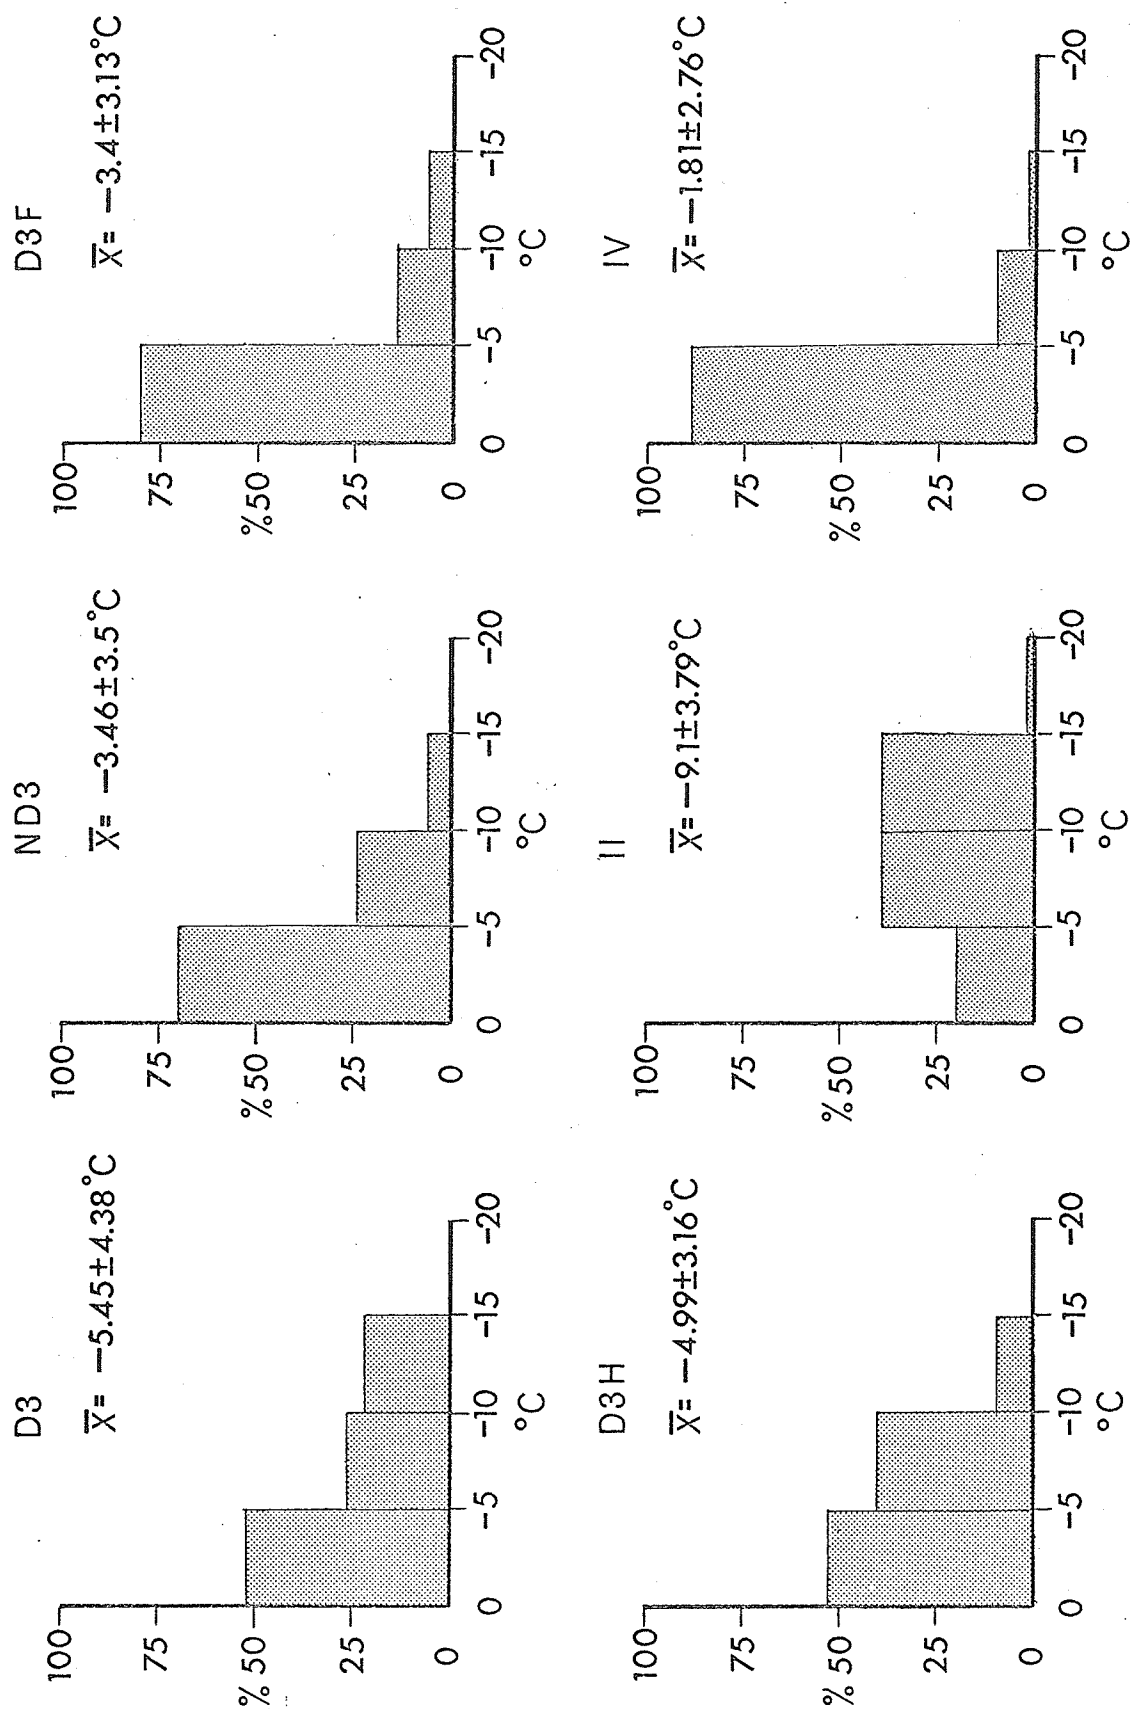 D3
X̄= −5.45±4.38°C
100
75
% 50
25
0
0 −5 −10 −15 −20
°C
ND3
X̄= −3.46±3.5°C
100
75
% 50
25
0
0 −5 −10 −15 −20
°C
D3F
X̄= −3.4±3.13°C
100
75
% 50
25
0
0 −5 −10 −15 −20
°C
D3H
X̄= −4.99±3.16°C
100
75
% 50
25
0
0 −5 −10 −15 −20
°C
II
X̄= −9.1±3.79°C
100
75
% 50
25
0
0 −5 −10 −15 −20
°C
IV
X̄= −1.81±2.76°C
100
75
% 50
25
0
0 −5 −10 −15 −20
°C